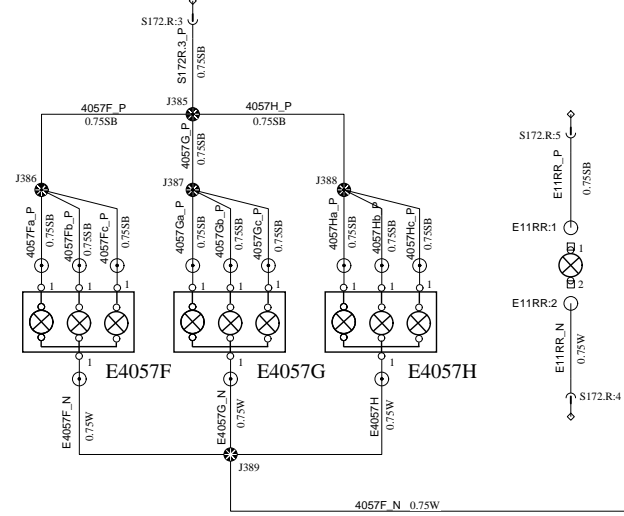 S172.R:3
S172R.3_P
0.75SB
J385
4057F_P
0.75SB
4057H_P
0.75SB
4057G_P
0.75SB
J386
J387
J388
4057Fa_P
0.75SB
4057Fb_P
0.75SB
4057Fc_P
0.75SB
4057Ga_P
0.75SB
4057Gb_P
0.75SB
4057Gc_P
0.75SB
4057Ha_P
0.75SB
4057Hb_P
0.75SB
4057Hc_P
0.75SB
1 1 1
1 1 1
1 1 1
1
1
1
E4057F
E4057G
E4057H
E4057F_N
0.75W
E4057G_N
0.75W
E4057H
0.75W
J389
4057F_N 0.75W
S172.R:5
E11RR_P
0.75SB
E11RR:1
1
2
E11RR:2
E11RR_N
0.75W
S172.R:4